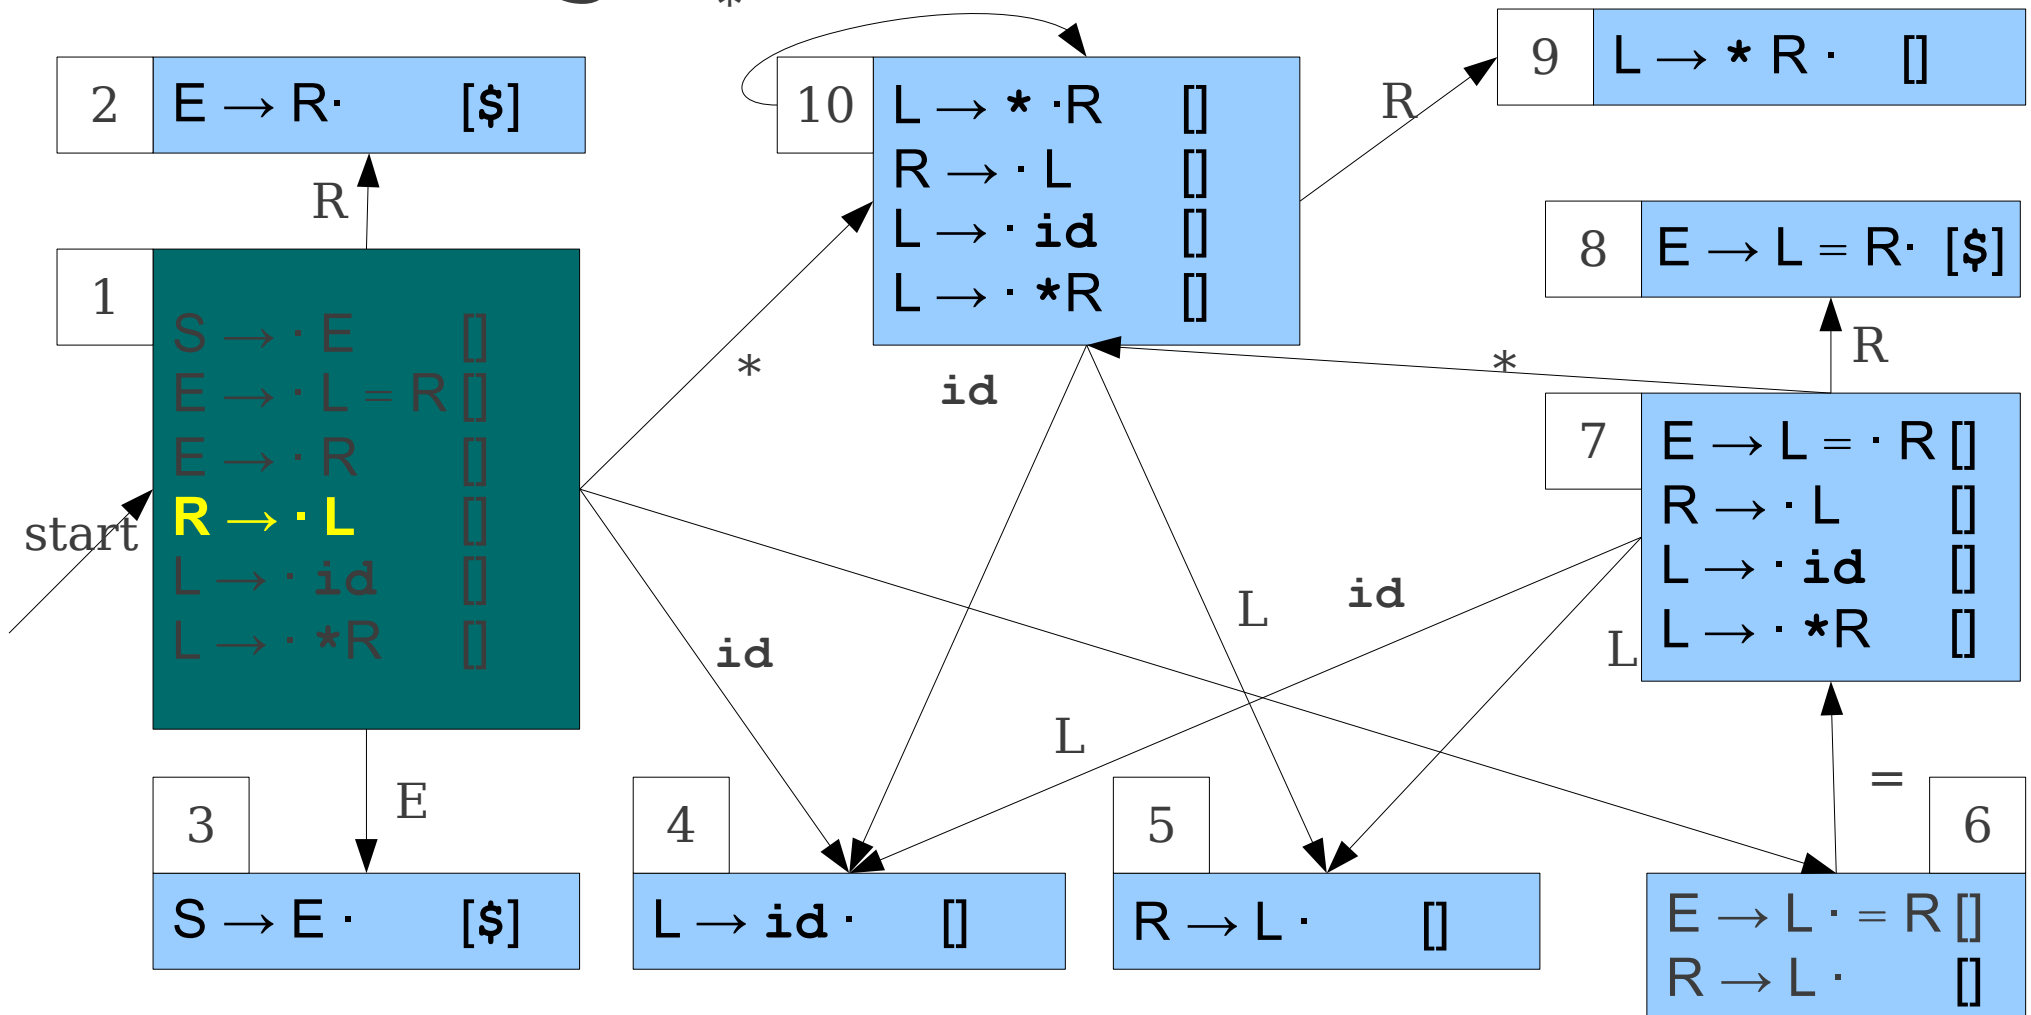 *
2
E → R· [$]
R
10
L → * ·R []
R → · L []
L → · id []
L → · *R []
R
9
L → * R · []
8
E → L = R· [$]
R
1
S → · E []
E → · L = R []
E → · R []
R → · L []
L → · id []
L → · *R []
start
*
id
*
7
E → L = · R []
R → · L []
L → · id []
L → · *R []
id
L
id
L
L
E
=
3
S → E · [$]
4
L → id · []
5
R → L · []
6
E → L · = R []
R → L · []